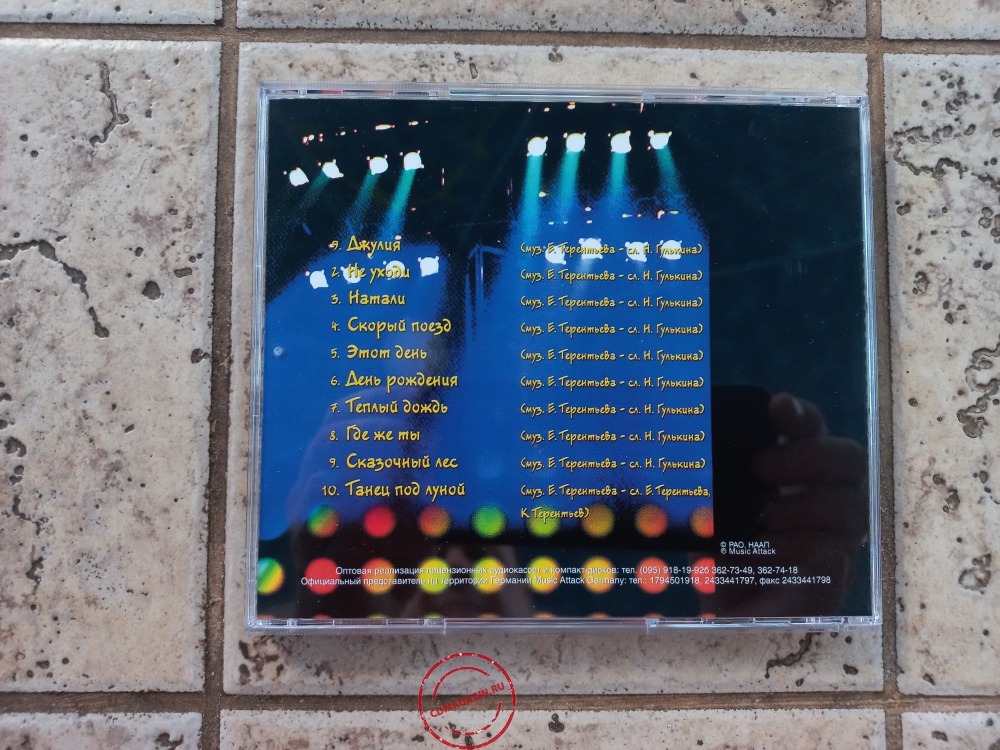 9. Джулия (муз. Е. Терентьева - сл. Н. Гулькина)
2. Не уходи (муз. Е. Терентьева - сл. Н. Гулькина)
3. Натали (муз. Е. Терентьева - сл. Н. Гулькина)
4. Скорый поезд (муз. Е. Терентьева - сл. Н. Гулькина)
5. Этот день (муз. Е. Терентьева - сл. Н. Гулькина)
6. День рождения (муз. Е. Терентьева - сл. Н. Гулькина)
7. Теплый дождь (муз. Е. Терентьева - сл. Н. Гулькина)
8. Где же ты (муз. Е. Терентьева - сл. Н. Гулькина)
9. Сказочный лес (муз. Е. Терентьева - сл. Н. Гулькина)
10. Танец под луной (муз. Е. Терентьева - сл. Е. Терентьева,
К. Терентьев)
© РАО, НААП
℗ Music Attack
Оптовая реализация лицензионных аудиокассет и компакт-дисков: тел. (095) 918-19-926 362-73-49, 362-74-18
Официальный представитель на территории Германии Music Attack Germany: теп.: 1794501918, 2433441797, факс 2433441798
CDMUSKIN.RU